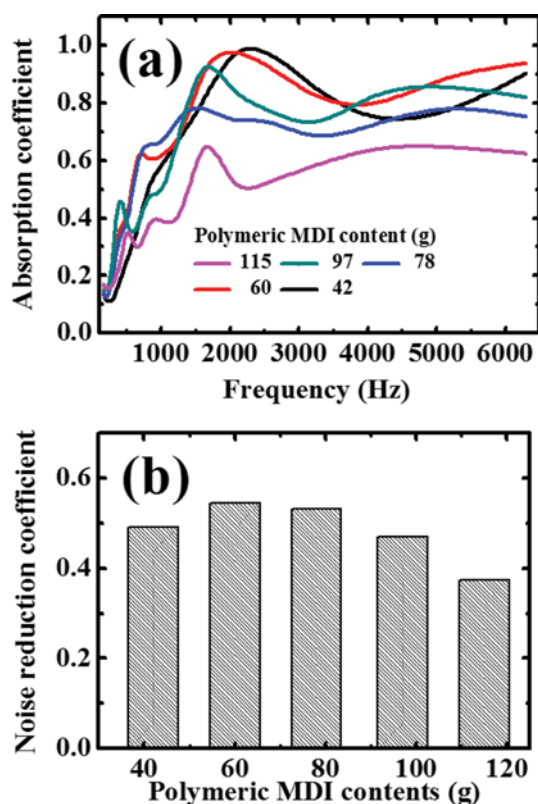 (a)
Absorption coefficient
1.0
0.8
0.6
0.4
0.2
0.0
Polymeric MDI content (g)
115 97 78
60 42
1000 2000 3000 4000 5000 6000
Frequency (Hz)
(b)
Noise reduction coefficient
0.6
0.4
0.2
0.0
40 60 80 100 120
Polymeric MDI contents (g)